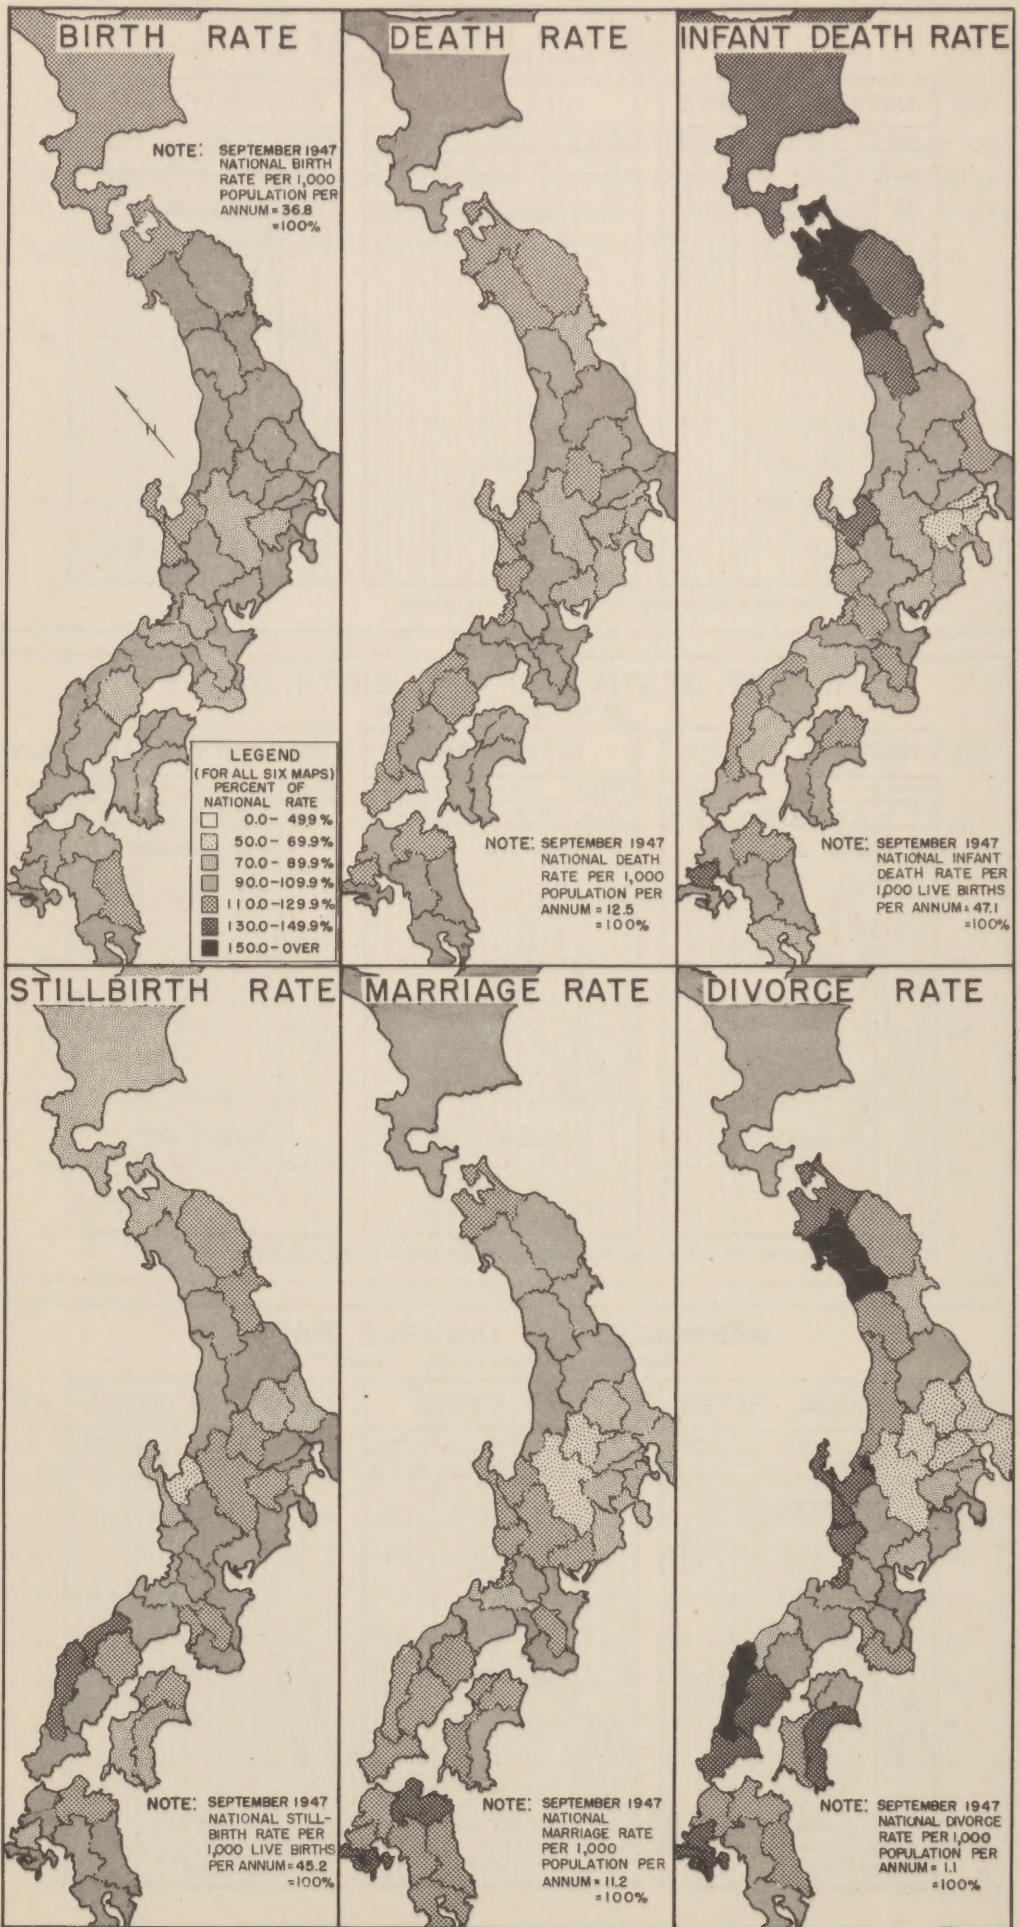 BIRTH RATE
NOTE: SEPTEMBER 1947
NATIONAL BIRTH
RATE PER 1,000
POPULATION PER
ANNUM = 36.8
=100%
N
LEGEND
(FOR ALL SIX MAPS)
PERCENT OF
NATIONAL RATE
0.0- 49.9%
50.0- 69.9%
70.0- 89.9%
90.0-109.9%
110.0-129.9%
130.0-149.9%
150.0-OVER
DEATH RATE
NOTE: SEPTEMBER 1947
NATIONAL DEATH
RATE PER 1,000
POPULATION PER
ANNUM = 12.5
=100%
INFANT DEATH RATE
NOTE: SEPTEMBER 1947
NATIONAL INFANT
DEATH RATE PER
1,000 LIVE BIRTHS
PER ANNUM = 47.1
=100%
STILLBIRTH RATE
NOTE: SEPTEMBER 1947
NATIONAL STILL-
BIRTH RATE PER
1,000 LIVE BIRTHS
PER ANNUM = 45.2
=100%
MARRIAGE RATE
NOTE: SEPTEMBER 1947
NATIONAL
MARRIAGE RATE
PER 1,000
POPULATION PER
ANNUM = 11.2
=100%
DIVORCE RATE
NOTE: SEPTEMBER 1947
NATIONAL DIVORCE
RATE PER 1,000
POPULATION PER
ANNUM = 1.1
=100%